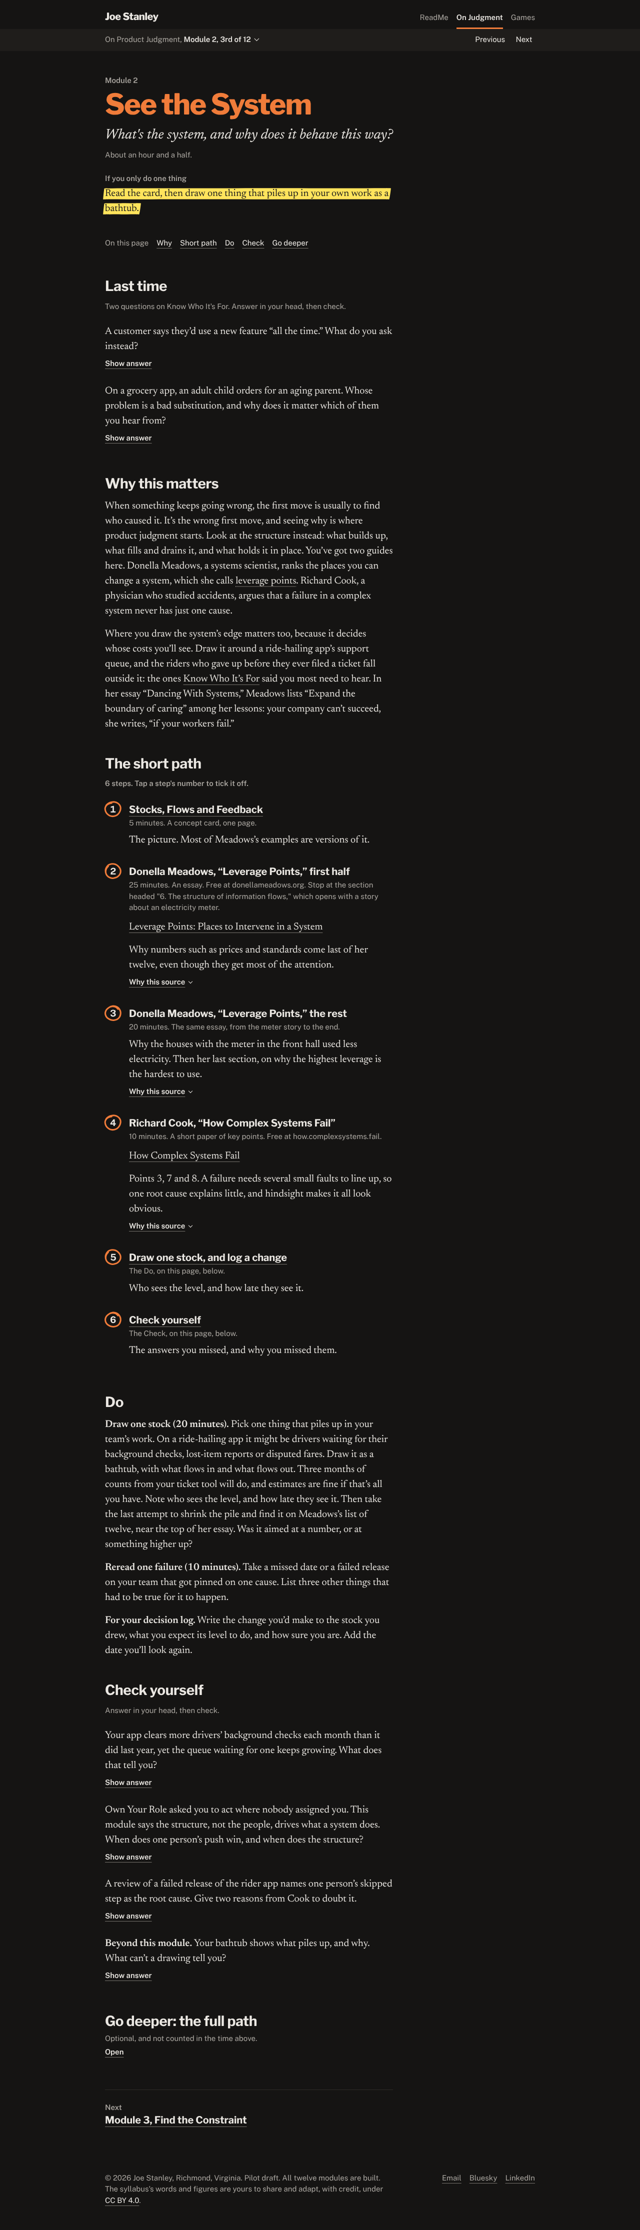 Joe Stanley
ReadMe On Judgment Games
On Product Judgment, Module 2, 3rd of 12
Previous Next
Module 2
See the System
What's the system, and why does it behave this way?
About an hour and a half.
If you only do one thing
Read the card, then draw one thing that piles up in your own work as a
bathtub.
On this page Why Short path Do Check Go deeper
Last time
Two questions on Know Who It's For. Answer in your head, then check.
A customer says they'd use a new feature “all the time.” What do you ask
instead?
Show answer
On a grocery app, an adult child orders for an aging parent. Whose
problem is a bad substitution, and why does it matter which of them
you hear from?
Show answer
Why this matters
When something keeps going wrong, the first move is usually to find
who caused it. It's the wrong first move, and seeing why is where
product judgment starts. Look at the structure instead: what builds up,
what fills and drains it, and what holds it in place. You've got two guides
here. Donella Meadows, a systems scientist, ranks the places you can
change a system, which she calls leverage points. Richard Cook, a
physician who studied accidents, argues that a failure in a complex
system never has just one cause.
Where you draw the system's edge matters too, because it decides
whose costs you'll see. Draw it around a ride-hailing app's support
queue, and the riders who gave up before they ever filed a ticket fall
outside it: the ones Know Who It's For said you most need to hear. In
her essay “Dancing With Systems,” Meadows lists “Expand the
boundary of caring” among her lessons: your company can't succeed,
she writes, “if your workers fail.”
The short path
6 steps. Tap a step's number to tick it off.
1 Stocks, Flows and Feedback
5 minutes. A concept card, one page.
The picture. Most of Meadows's examples are versions of it.
2 Donella Meadows, “Leverage Points,” first half
25 minutes. An essay. Free at donellameadows.org. Stop at the section
headed "6. The structure of information flows," which opens with a story
about an electricity meter.
Leverage Points: Places to Intervene in a System
Why numbers such as prices and standards come last of her
twelve, even though they get most of the attention.
Why this source
3 Donella Meadows, “Leverage Points,” the rest
20 minutes. The same essay, from the meter story to the end.
Why the houses with the meter in the front hall used less
electricity. Then her last section, on why the highest leverage is
the hardest to use.
Why this source
4 Richard Cook, “How Complex Systems Fail”
10 minutes. A short paper of key points. Free at how.complexsystems.fail.
How Complex Systems Fail
Points 3, 7 and 8. A failure needs several small faults to line up, so
one root cause explains little, and hindsight makes it all look
obvious.
Why this source
5 Draw one stock, and log a change
The Do, on this page, below.
Who sees the level, and how late they see it.
6 Check yourself
The Check, on this page, below.
The answers you missed, and why you missed them.
Do
Draw one stock (20 minutes). Pick one thing that piles up in your
team's work. On a ride-hailing app it might be drivers waiting for their
background checks, lost-item reports or disputed fares. Draw it as a
bathtub, with what flows in and what flows out. Three months of
counts from your ticket tool will do, and estimates are fine if that's all
you have. Note who sees the level, and how late they see it. Then take
the last attempt to shrink the pile and find it on Meadows's list of
twelve, near the top of her essay. Was it aimed at a number, or at
something higher up?
Reread one failure (10 minutes). Take a missed date or a failed release
on your team that got pinned on one cause. List three other things that
had to be true for it to happen.
For your decision log. Write the change you'd make to the stock you
drew, what you expect its level to do, and how sure you are. Add the
date you'll look again.
Check yourself
Answer in your head, then check.
Your app clears more drivers' background checks each month than it
did last year, yet the queue waiting for one keeps growing. What does
that tell you?
Show answer
Own Your Role asked you to act where nobody assigned you. This
module says the structure, not the people, drives what a system does.
When does one person's push win, and when does the structure?
Show answer
A review of a failed release of the rider app names one person's skipped
step as the root cause. Give two reasons from Cook to doubt it.
Show answer
Beyond this module. Your bathtub shows what piles up, and why.
What can't a drawing tell you?
Show answer
Go deeper: the full path
Optional, and not counted in the time above.
Open
Next
Module 3, Find the Constraint
© 2026 Joe Stanley, Richmond, Virginia. Pilot draft. All twelve modules are built.
The syllabus's words and figures are yours to share and adapt, with credit, under
CC BY 4.0.
Email Bluesky LinkedIn